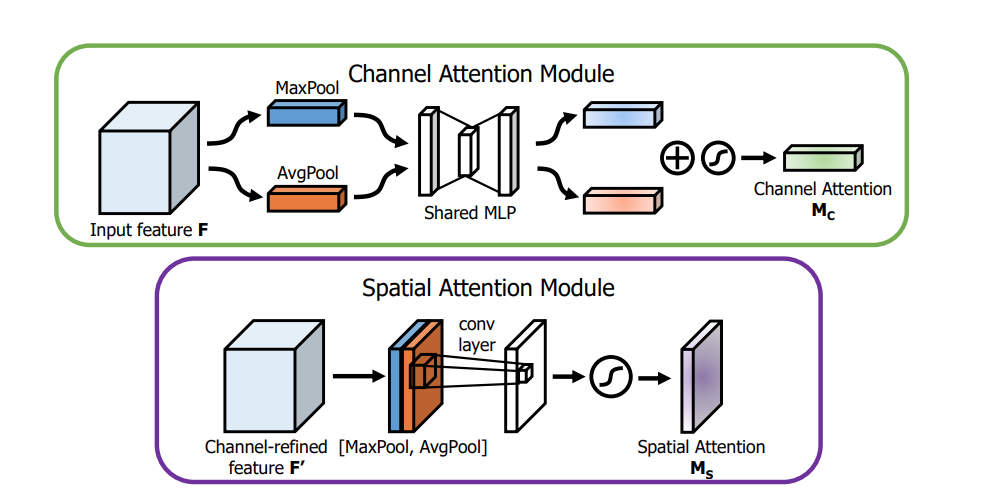 Channel Attention Module
MaxPool
AvgPool
Shared MLP
Input feature F
Channel Attention
Mc
Spatial Attention Module
conv
layer
Channel-refined
feature F’
[MaxPool, AvgPool]
Spatial Attention
Ms